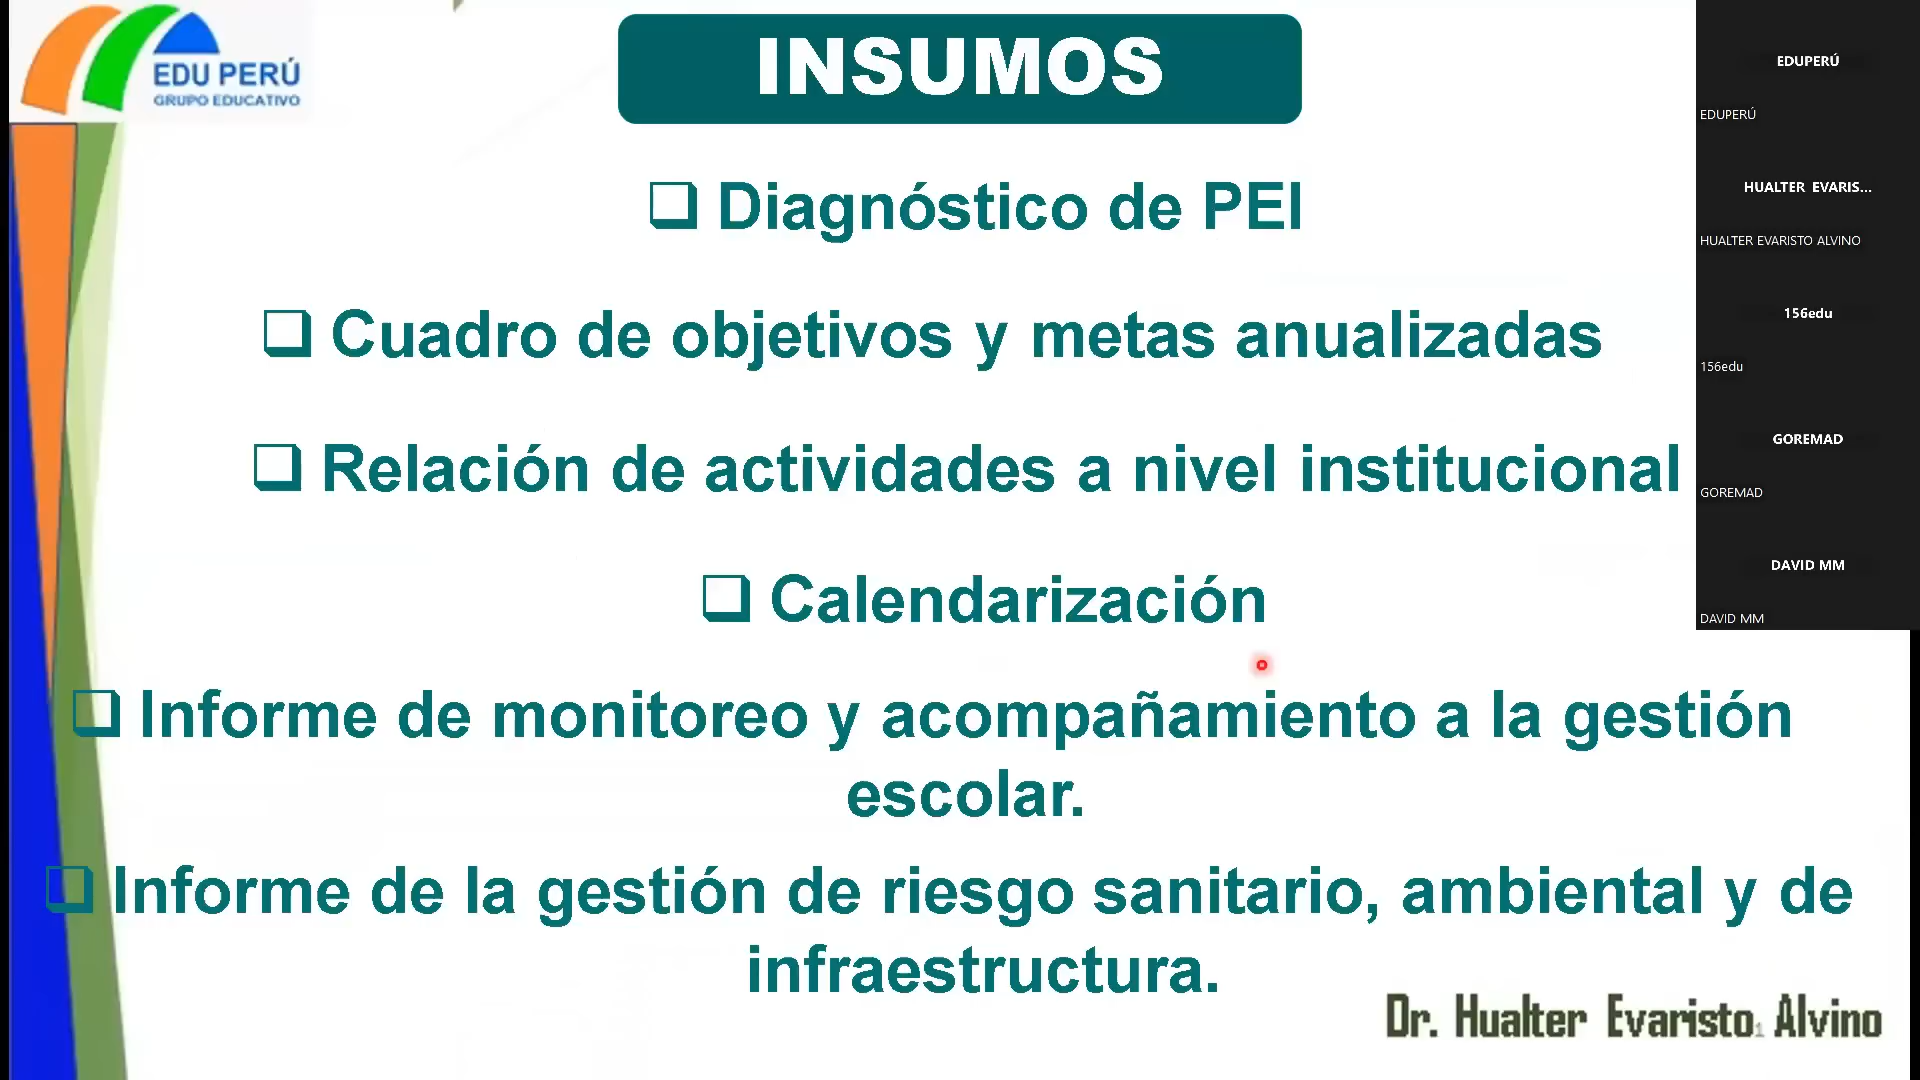 EDU PERÚ
GRUPO EDUCATIVO
INSUMOS
❑ Diagnóstico de PEI
❑ Cuadro de objetivos y metas anualizadas
❑ Relación de actividades a nivel institucional
❑ Calendarización
❑ Informe de monitoreo y acompañamiento a la gestión
escolar.
❑ Informe de la gestión de riesgo sanitario, ambiental y de
infraestructura.
Dr. Hualter Evaristo Alvino
EDUPERÚ
EDUPERÚ
HUALTER EVARIS...
HUALTER EVARISTO ALVINO
156edu
156edu
GOREMAD
GOREMAD
DAVID MM
DAVID MM